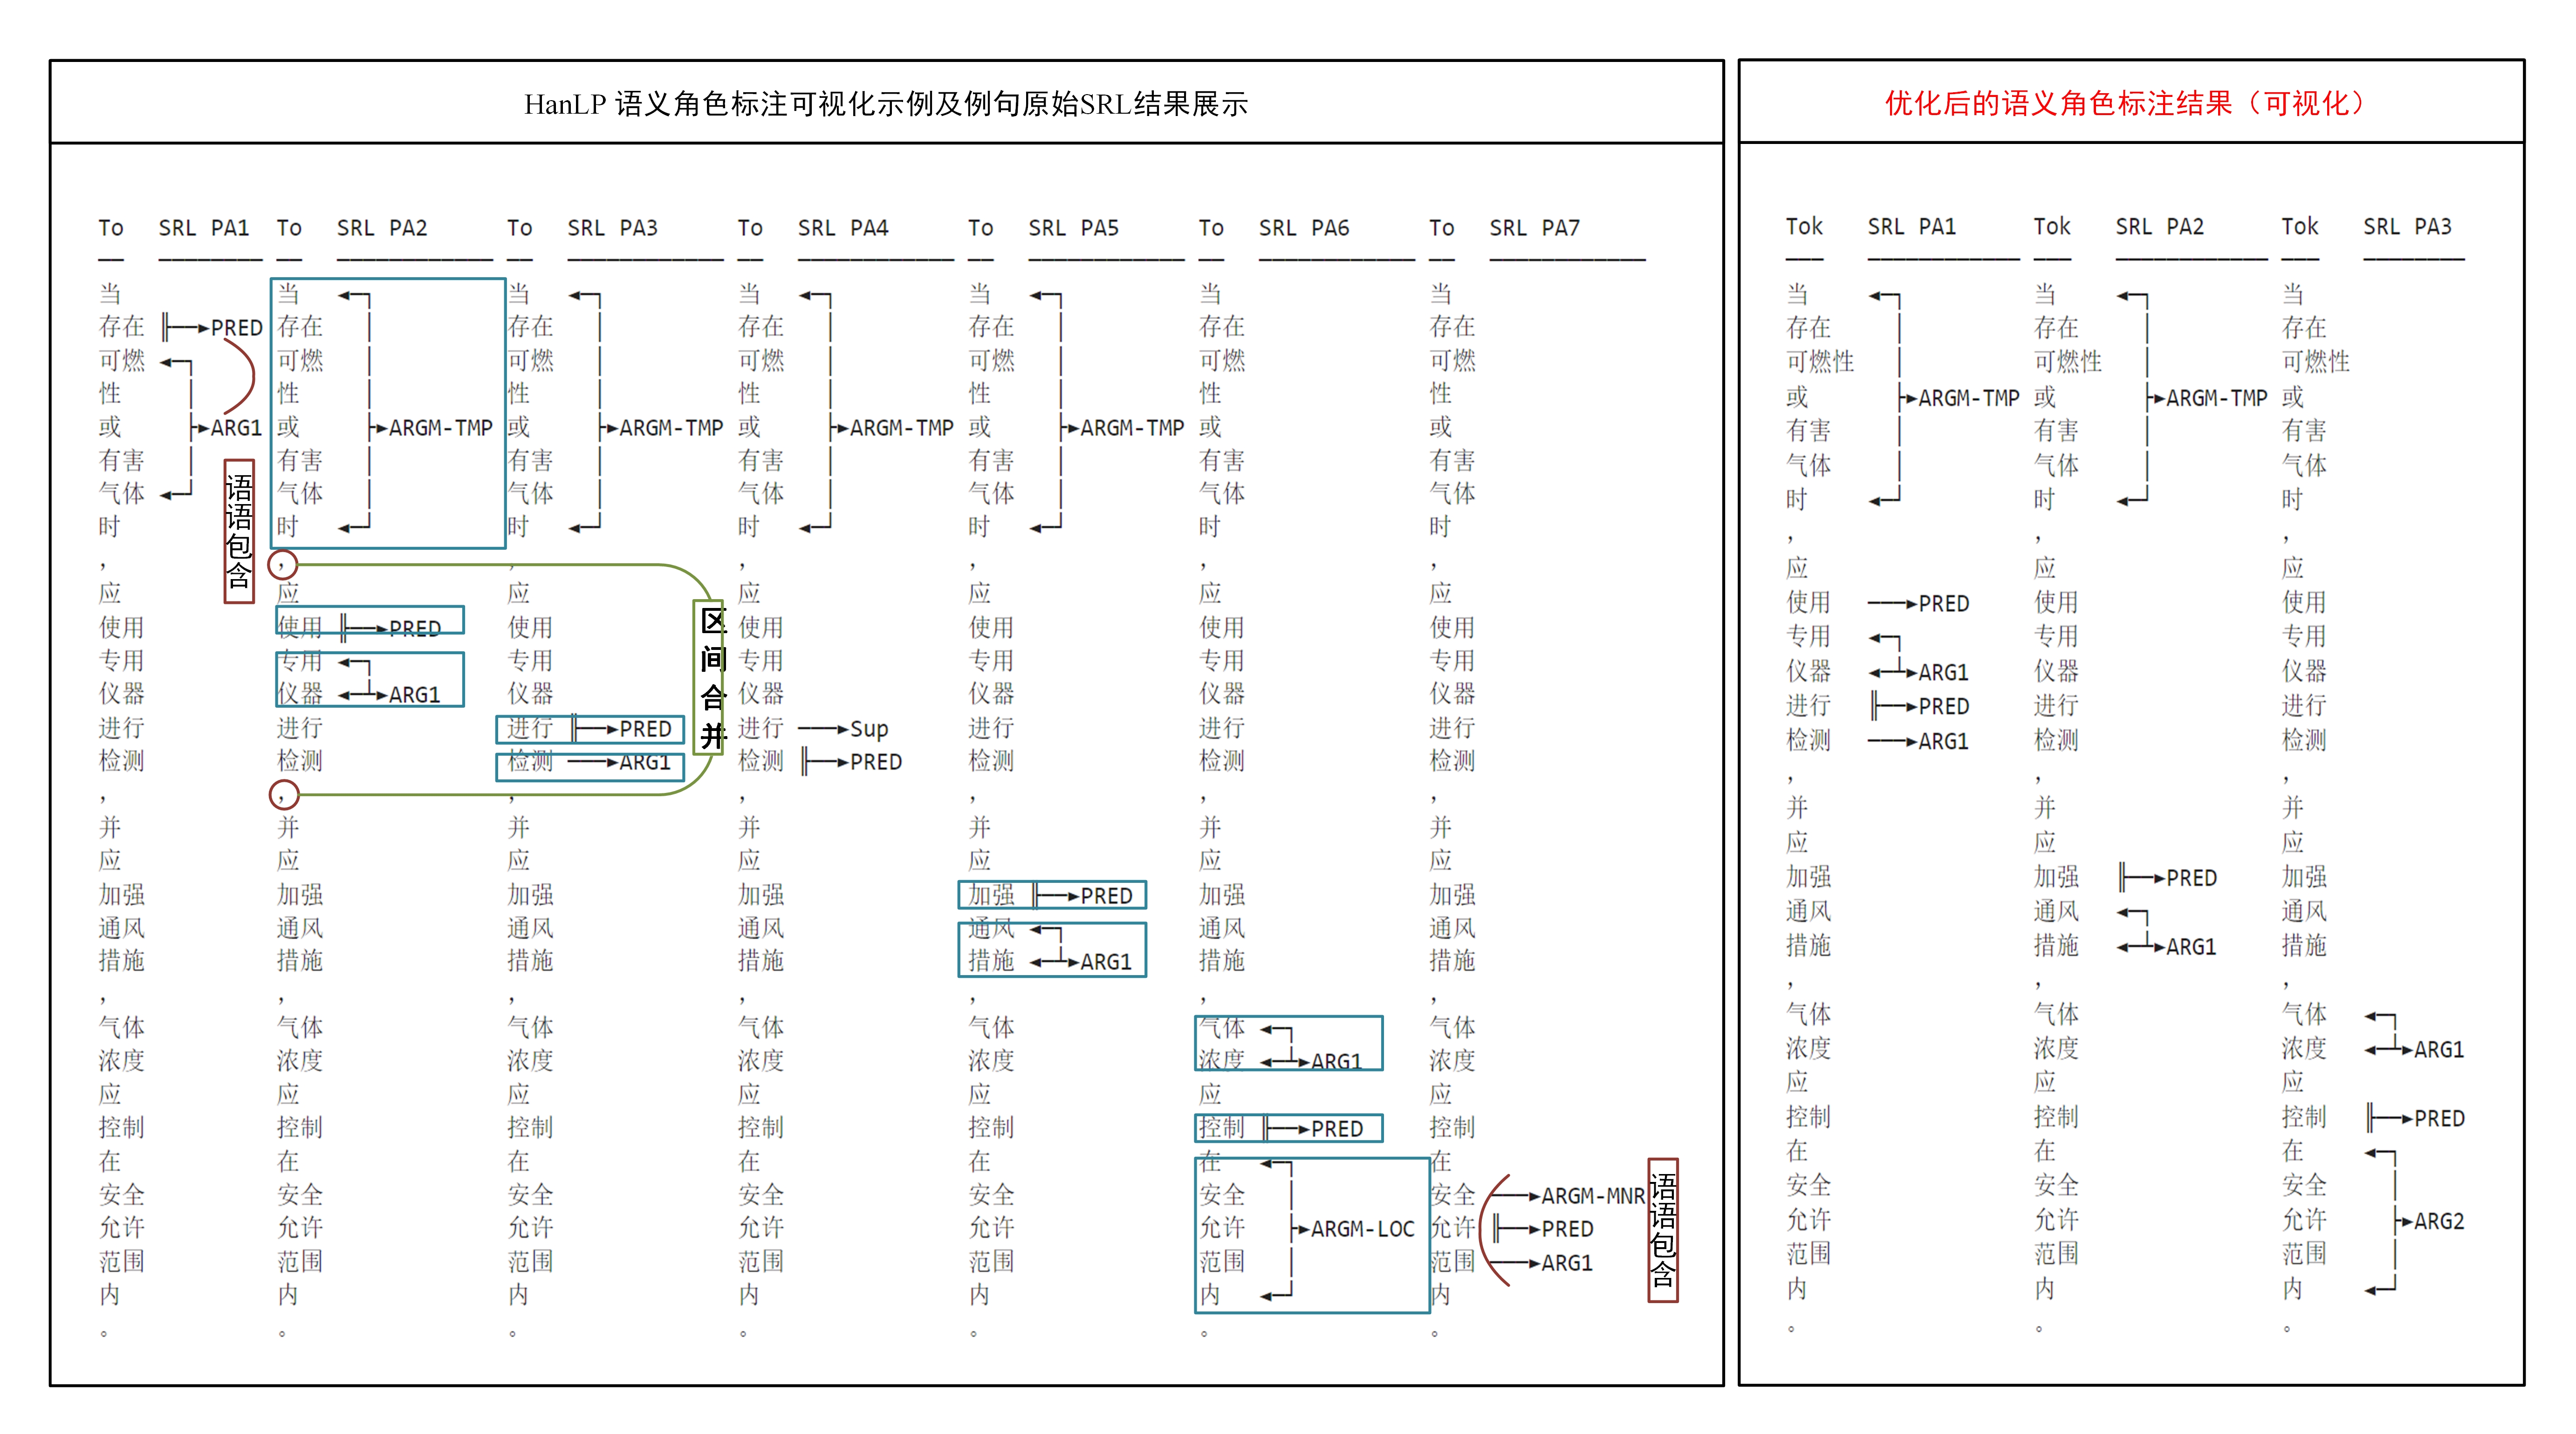 HanLP 语义角色标注可视化示例及例句原始SRL结果展示
优化后的语义角色标注结果（可视化）
To SRL PA1 To SRL PA2 To SRL PA3 To SRL PA4 To SRL PA5 To SRL PA6 To SRL PA7
当 当 当 当 当 当 当
存在 PRED 存在 存在 存在 存在 存在 存在
可燃 可燃 可燃 可燃 可燃 可燃 可燃
性 性 性 性 性 性 性
或 ARG1 或 ARGM-TMP 或 ARGM-TMP 或 ARGM-TMP 或 ARGM-TMP 或 或
有害 有害 有害 有害 有害 有害 有害
气体 气体 气体 气体 气体 气体 气体
时 时 时 时 时 时 时
, , , , , , ,
应 应 应 应 应 应 应
使用 使用 PRED 使用 使用 使用 使用 使用
专用 专用 专用 专用 专用 专用 专用
仪器 仪器 ARG1 仪器 仪器 仪器 仪器 仪器
进行 进行 进行 PRED 进行 Sup 进行 进行 进行
检测 检测 检测 ARG1 检测 PRED 检测 检测 检测
, , , , , , ,
并 并 并 并 并 并 并
应 应 应 应 应 应 应
加强 加强 加强 加强 加强 PRED 加强 加强
通风 通风 通风 通风 通风 通风 通风
措施 措施 措施 措施 措施 ARG1 措施 措施
, , , , , , ,
气体 气体 气体 气体 气体 气体 气体
浓度 浓度 浓度 浓度 浓度 浓度 ARG1 浓度
应 应 应 应 应 应 应
控制 控制 控制 控制 控制 控制 PRED 控制
在 在 在 在 在 在 在
安全 安全 安全 安全 安全 安全 安全 ARGM-MNR
允许 允许 允许 允许 允许 允许 ARGM-LOC 允许 PRED
范围 范围 范围 范围 范围 范围 范围 ARG1
内 内 内 内 内 内 内
。 。 。 。 。 。 。
语语包含
区间合并
语语包含
Tok SRL PA1 Tok SRL PA2 Tok SRL PA3
当 当 当
存在 存在 存在
可燃性 可燃性 可燃性
或 ARGM-TMP 或 ARGM-TMP 或
有害 有害 有害
气体 气体 气体
时 时 时
, , ,
应 应 应
使用 PRED 使用 使用
专用 专用 专用
仪器 ARG1 仪器 仪器
进行 PRED 进行 进行
检测 ARG1 检测 检测
, , ,
并 并 并
应 应 应
加强 加强 PRED 加强
通风 通风 通风
措施 措施 ARG1 措施
, , ,
气体 气体 气体
浓度 浓度 浓度 ARG1
应 应 应
控制 控制 控制 PRED
在 在 在
安全 安全 安全
允许 允许 允许 ARG2
范围 范围 范围
内 内 内
。 。 。